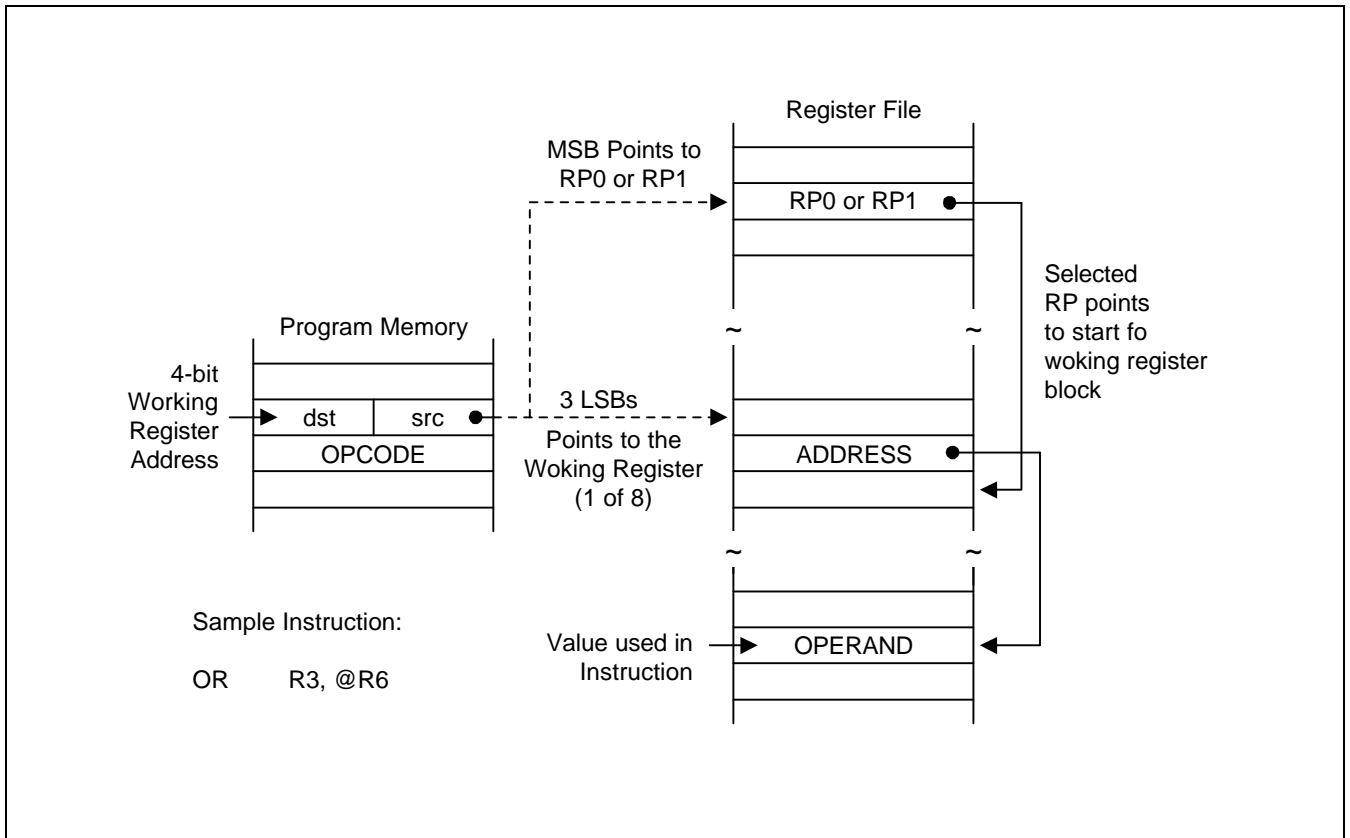 Register File
MSB Points to
RP0 or RP1
RP0 or RP1
Selected
RP points
to start fo
woking register
block
~ ~
Program Memory
4-bit
Working
Register
Address
dst src
OPCODE
3 LSBs
Points to the
Woking Register
(1 of 8)
ADDRESS
~ ~
Sample Instruction:
OR R3, @R6
Value used in
Instruction
OPERAND